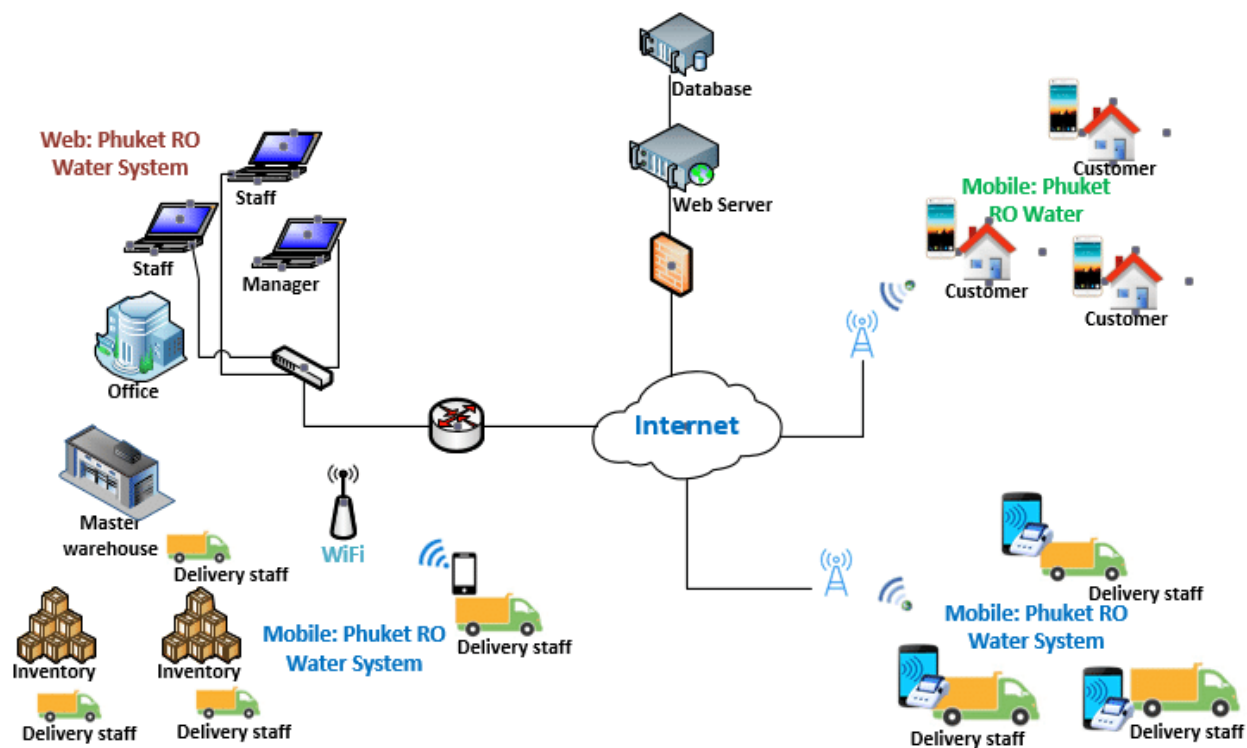 Database
Web: Phuket RO
Water System
Staff
Web Server
Customer
Mobile: Phuket
RO Water
Staff
Manager
Customer
Customer
Office
Internet
Master
warehouse
WiFi
Delivery staff
Delivery staff
Mobile: Phuket RO
Water System
Mobile: Phuket RO
Water System
Delivery staff
Inventory
Inventory
Delivery staff
Delivery staff
Delivery staff
Delivery staff